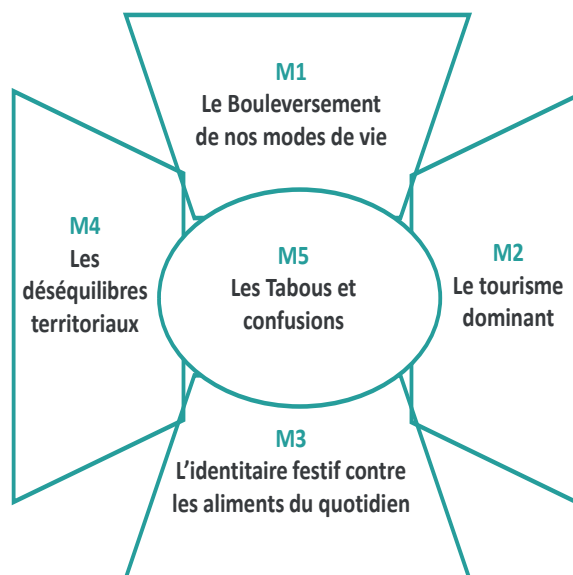 M1
Le Bouleversement
de nos modes de vie
M4
Les
déséquilibres
territoriaux
M5
Les Tabous et
confusions
M2
Le tourisme
dominant
M3
L’identitaire festif contre
les aliments du quotidien